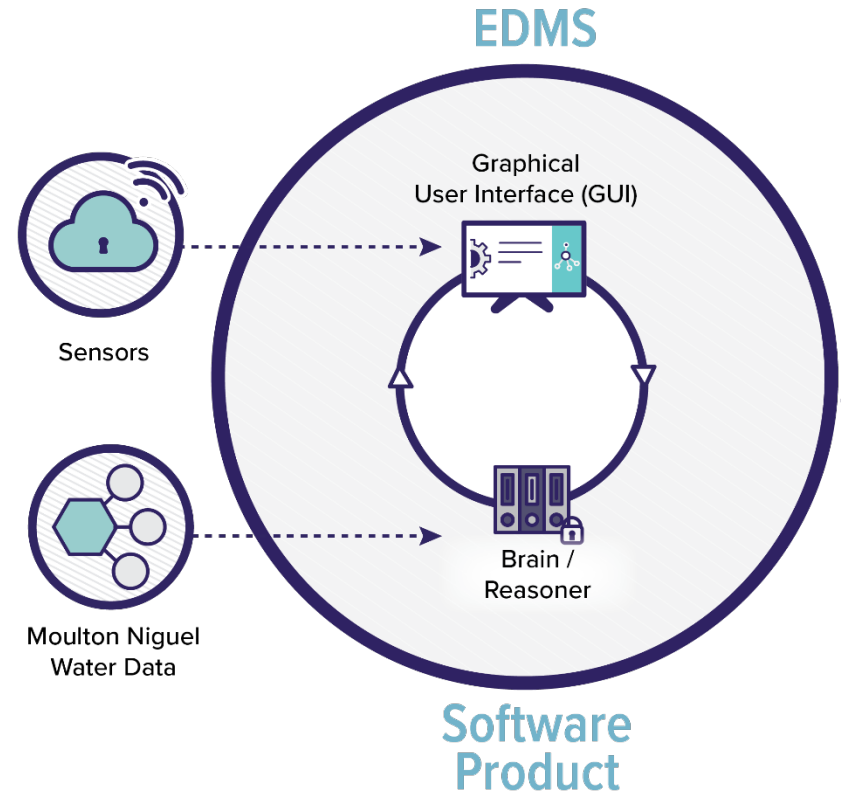 EDMS
Graphical
User Interface (GUI)
Sensors
Brain /
Reasoner
Moulton Niguel
Water Data
Software
Product